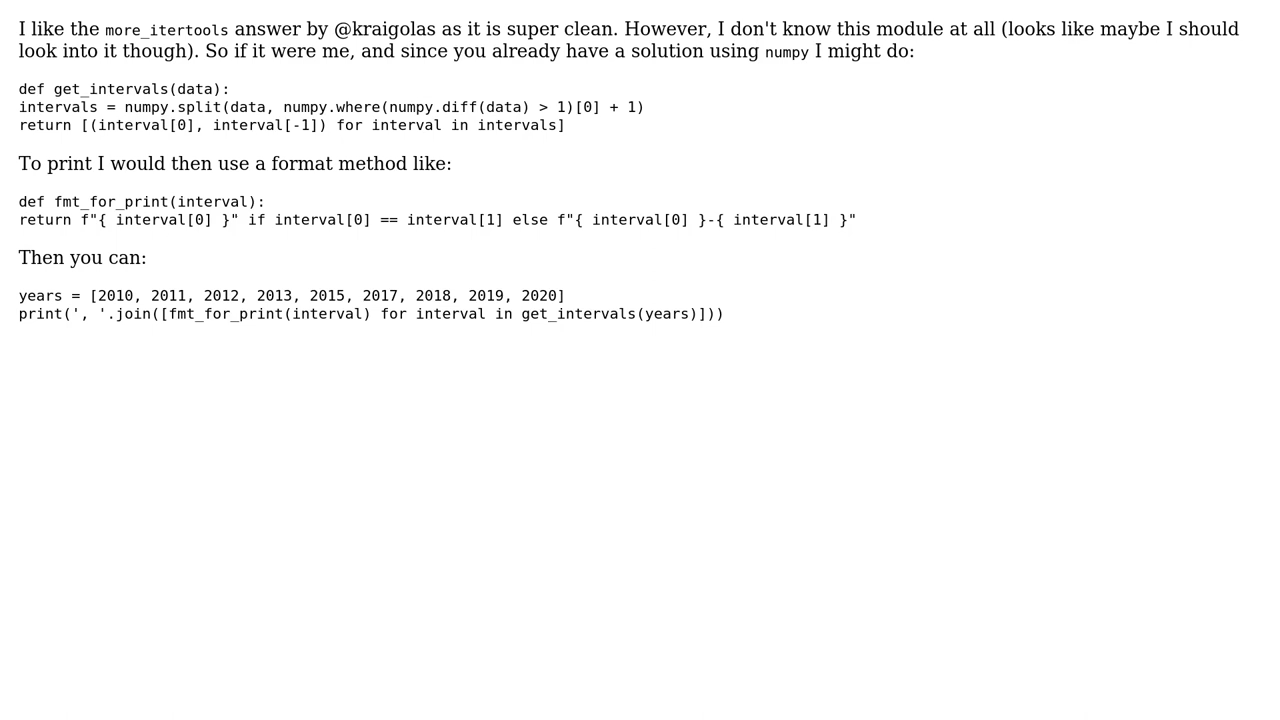 I like the more_itertools answer by @kraigolas as it is super clean. However, I don't know this module at all (looks like maybe I should
look into it though). So if it were me, and since you already have a solution using numpy I might do:
def get_intervals(data):
intervals = numpy.split(data, numpy.where(numpy.diff(data) > 1)[0] + 1)
return [(interval[0], interval[-1]) for interval in intervals]
To print I would then use a format method like:
def fmt_for_print(interval):
return f"{ interval[0] }" if interval[0] == interval[1] else f"{ interval[0] }-{ interval[1] }"
Then you can:
years = [2010, 2011, 2012, 2013, 2015, 2017, 2018, 2019, 2020]
print(', '.join([fmt_for_print(interval) for interval in get_intervals(years)]))